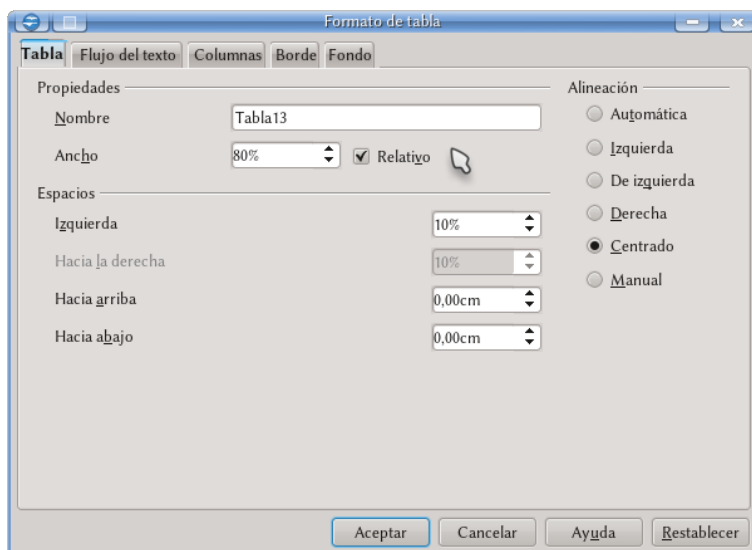 Formato de tabla
Tabla Flujo del texto Columnas Borde Fondo
Propiedades
Nombre Tabla13
Ancho 80% Relativo
Espacios
Izquierda 10%
Hacia la derecha 10%
Hacia arriba 0,00cm
Hacia abajo 0,00cm
Alineación
Automática
Izquierda
De izquierda
Derecha
Centrado
Manual
Aceptar Cancelar Ayuda Restablecer